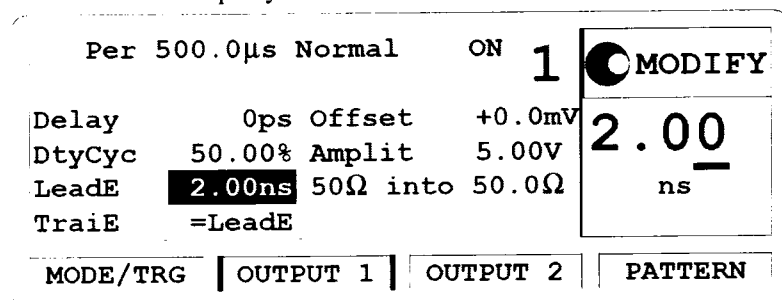 Per 500.0µs Normal ON 1 MODIFY
Delay 0ps Offset +0.0mV 2.00
DtyCyc 50.00% Amplit 5.00V
LeadE 2.00ns 50Ω into 50.0Ω ns
TraiE =LeadE
MODE/TRG OUTPUT 1 OUTPUT 2 PATTERN